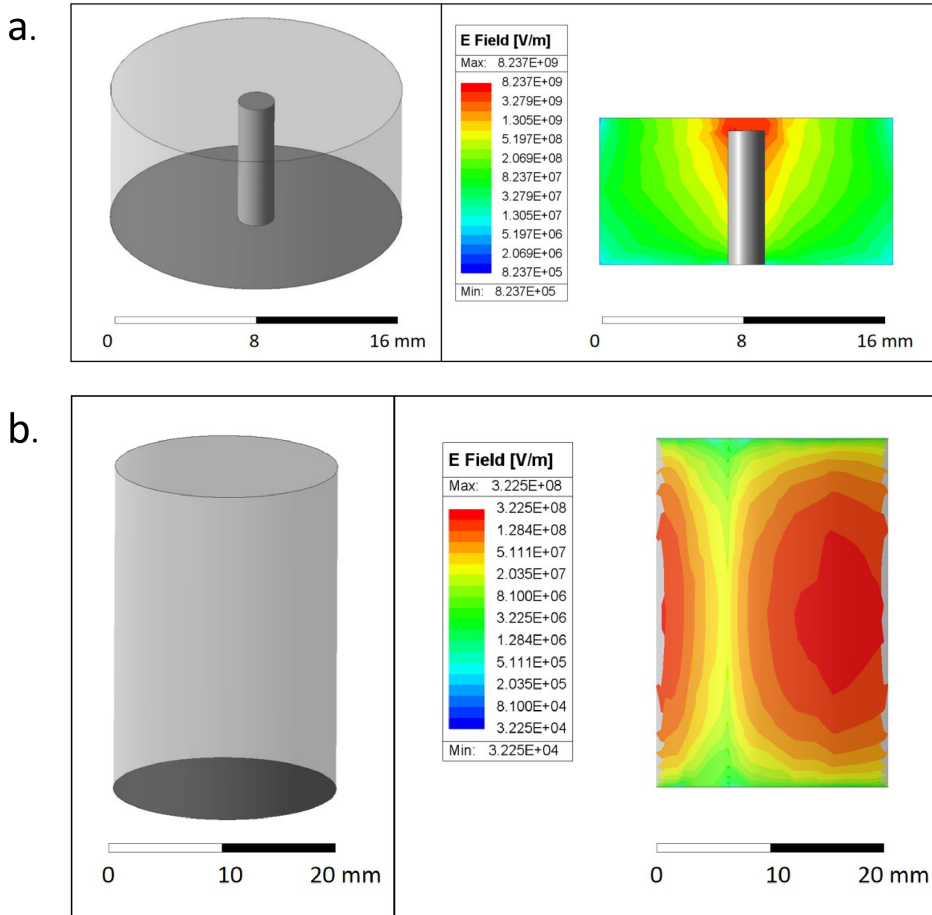 a.
0 8 16 mm
E Field [V/m]
Max: 8.237E+09
8.237E+09
3.279E+09
1.305E+09
5.197E+08
2.069E+08
8.237E+07
3.279E+07
1.305E+07
5.197E+06
2.069E+06
8.237E+05
Min: 8.237E+05
0 8 16 mm
b.
0 10 20 mm
E Field [V/m]
Max: 3.225E+08
3.225E+08
1.284E+08
5.111E+07
2.035E+07
8.100E+06
3.225E+06
1.284E+06
5.111E+05
2.035E+05
8.100E+04
3.225E+04
Min: 3.225E+04
0 10 20 mm